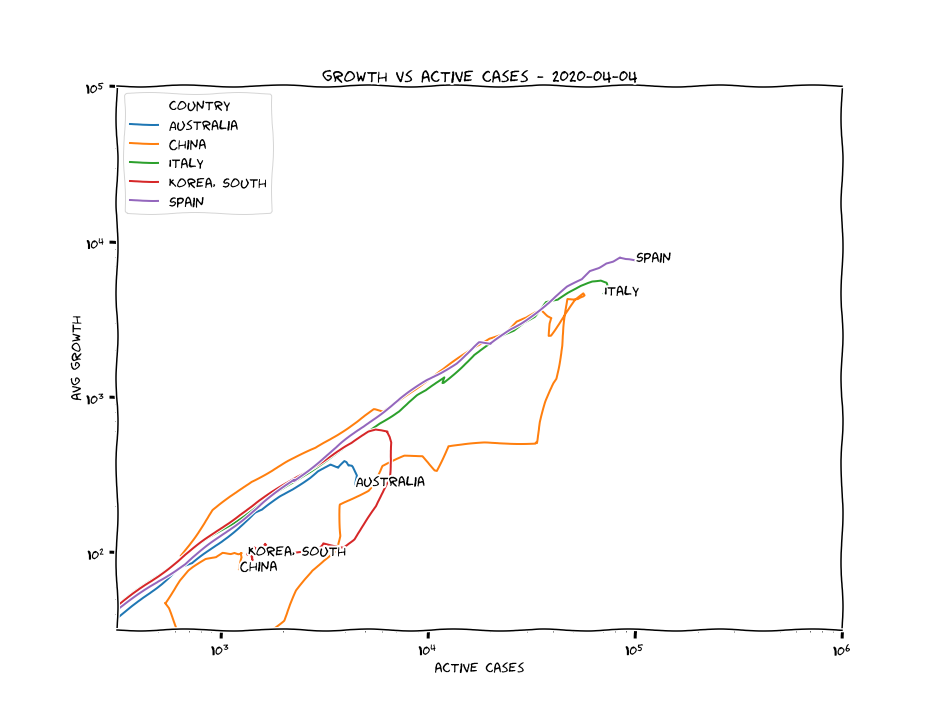 GROWTH VS ACTIVE CASES - 2020-04-04
10⁵
COUNTRY
AUSTRALIA
CHINA
ITALY
KOREA, SOUTH
SPAIN
10⁴
SPAIN
ITALY
AVG GROWTH
10³
AUSTRALIA
10²
KOREA, SOUTH
CHINA
10³
10⁴
10⁵
10⁶
ACTIVE CASES